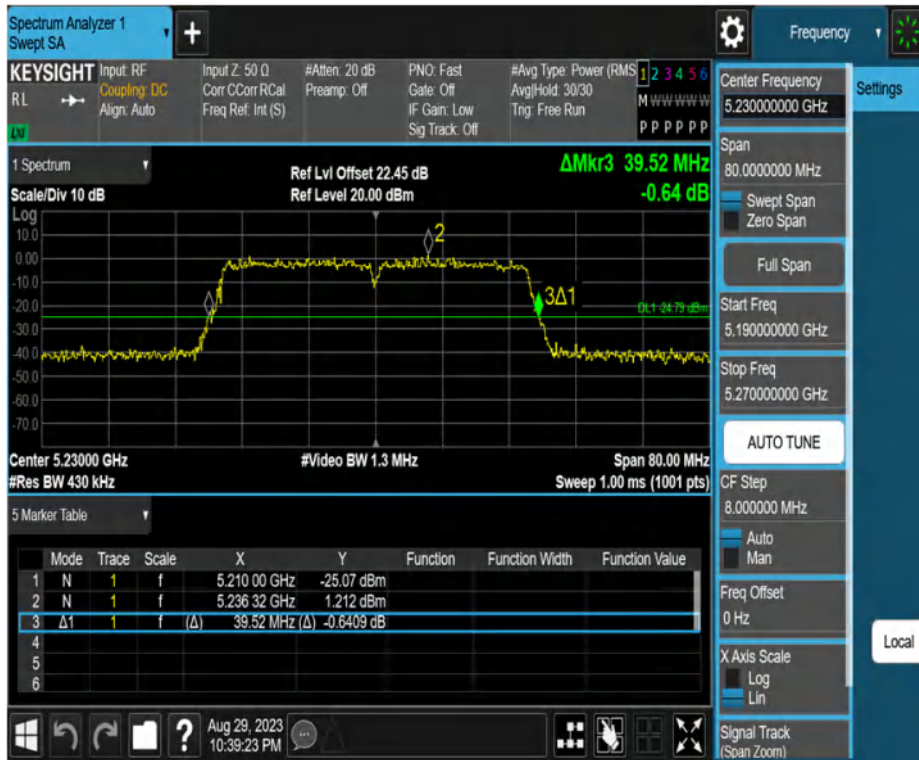 Spectrum Analyzer 1
Swept SA
Frequency
KEYSIGHT
RL
LXI
Input: RF
Coupling: DC
Align: Auto
Input Z: 50 Ω
Corr CCorr RCal
Freq Ref: Int (S)
#Atten: 20 dB
Preamp: Off
PNO: Fast
Gate: Off
IF Gain: Low
Sig Track: Off
#Avg Type: Power (RMS
Avg|Hold: 30/30
Trig: Free Run
1 2 3 4 5 6
M W W W W W
P P P P P P
Center Frequency
5.230000000 GHz
Settings
Span
80.0000000 MHz
Swept Span
Zero Span
Full Span
Start Freq
5.190000000 GHz
Stop Freq
5.270000000 GHz
AUTO TUNE
CF Step
8.000000 MHz
Auto
Man
Freq Offset
0 Hz
X Axis Scale
Log
Lin
Signal Track
(Span Zoom)
Local
1 Spectrum
Scale/Div 10 dB
Ref Lvl Offset 22.45 dB
Ref Level 20.00 dBm
ΔMkr3 39.52 MHz
-0.64 dB
Log
10.0
0.00
-10.0
-20.0
-30.0
-40.0
-50.0
-60.0
-70.0
2
3Δ1
DL1 -24.79 dBm
Center 5.23000 GHz
#Video BW 1.3 MHz
Span 80.00 MHz
#Res BW 430 kHz
Sweep 1.00 ms (1001 pts)
5 Marker Table
Mode Trace Scale X Y Function Function Width Function Value
1 N 1 f 5.210 00 GHz -25.07 dBm
2 N 1 f 5.236 32 GHz 1.212 dBm
3 Δ1 1 f (Δ) 39.52 MHz (Δ) -0.6409 dB
4
5
6
?
Aug 29, 2023
10:39:23 PM